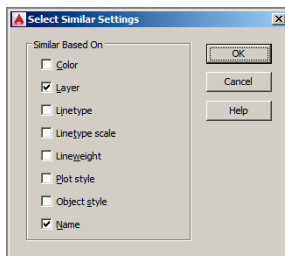 Select Similar Settings
Similar Based On
Color
Layer
Linetype
Linetype scale
Lineweight
Plot style
Object style
Name
OK
Cancel
Help